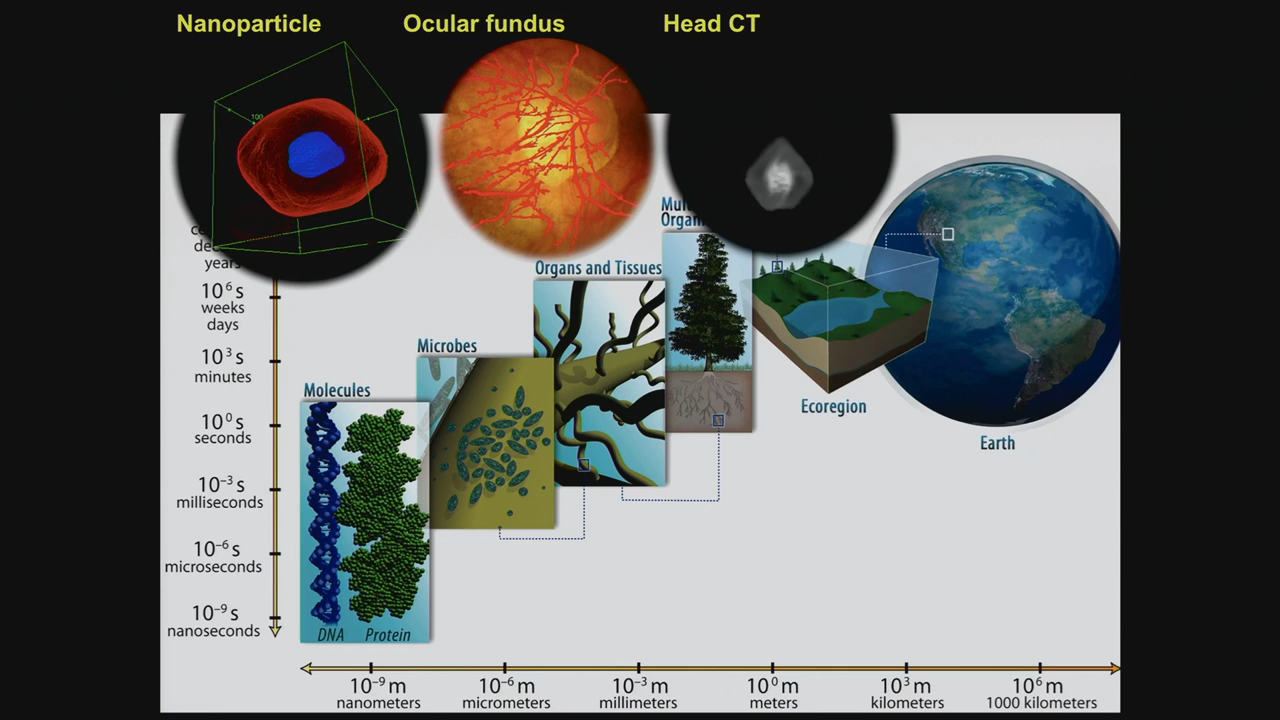 Nanoparticle
Ocular fundus
Head CT
100
years
10⁶ s
weeks
days
10³ s
minutes
10⁰ s
seconds
10⁻³ s
milliseconds
10⁻⁶ s
microseconds
10⁻⁹ s
nanoseconds
Molecules
DNA
Protein
Microbes
Organs and Tissues
Ecoregion
Earth
10⁻⁹ m
nanometers
10⁻⁶ m
micrometers
10⁻³ m
millimeters
10⁰ m
meters
10³ m
kilometers
10⁶ m
1000 kilometers